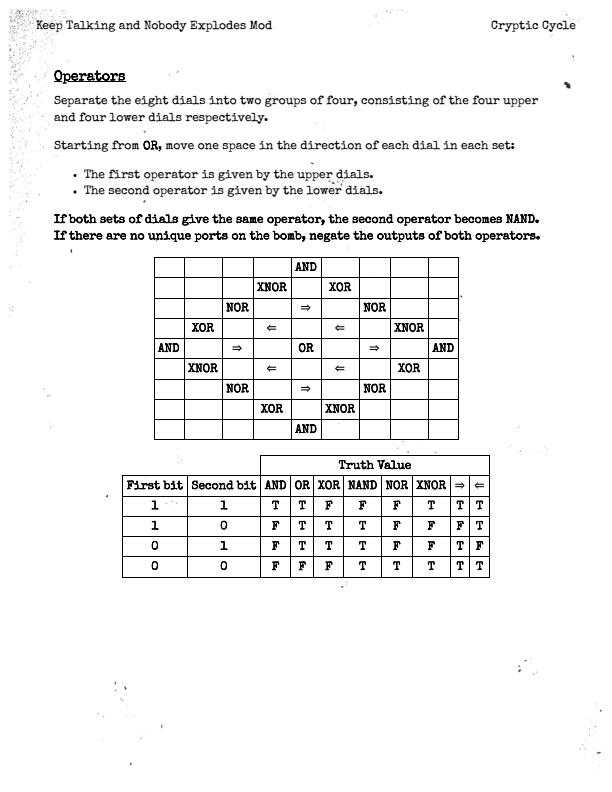 Keep Talking and Nobody Explodes Mod Cryptic Cycle
Operators
Separate the eight dials into two groups of four, consisting of the four upper
and four lower dials respectively.
Starting from OR, move one space in the direction of each dial in each set:
• The first operator is given by the upper dials.
• The second operator is given by the lower dials.
If both sets of dials give the same operator, the second operator becomes NAND.
If there are no unique ports on the bomb, negate the outputs of both operators.
AND
XNOR XOR
NOR ⇒ NOR
XOR ⇐ ⇐ XNOR
AND ⇒ OR ⇒ AND
XNOR ⇐ ⇐ XOR
NOR ⇒ NOR
XOR XNOR
AND
Truth Value
First bit Second bit AND OR XOR NAND NOR XNOR ⇒ ⇐
1 1 T T F F F T T T
1 0 F T T T F F F T
0 1 F T T T F F T F
0 0 F F F T T T T T